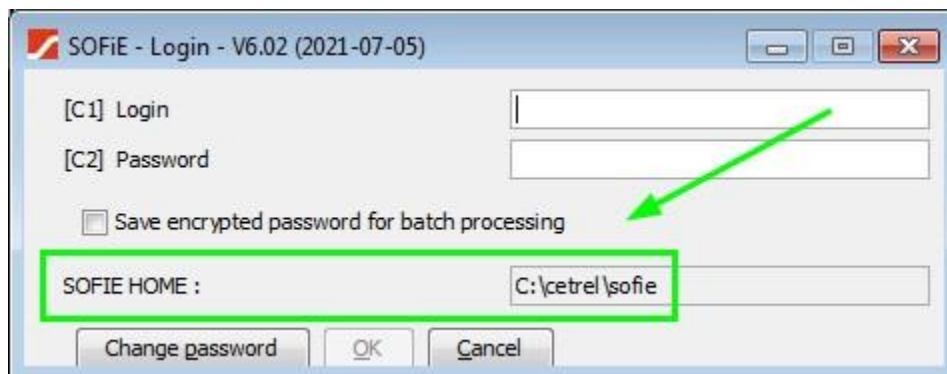 SOFiE - Login - V6.02 (2021-07-05)
[C1] Login
[C2] Password
Save encrypted password for batch processing
SOFIE HOME : C:\cetrel\sofie
Change password OK Cancel